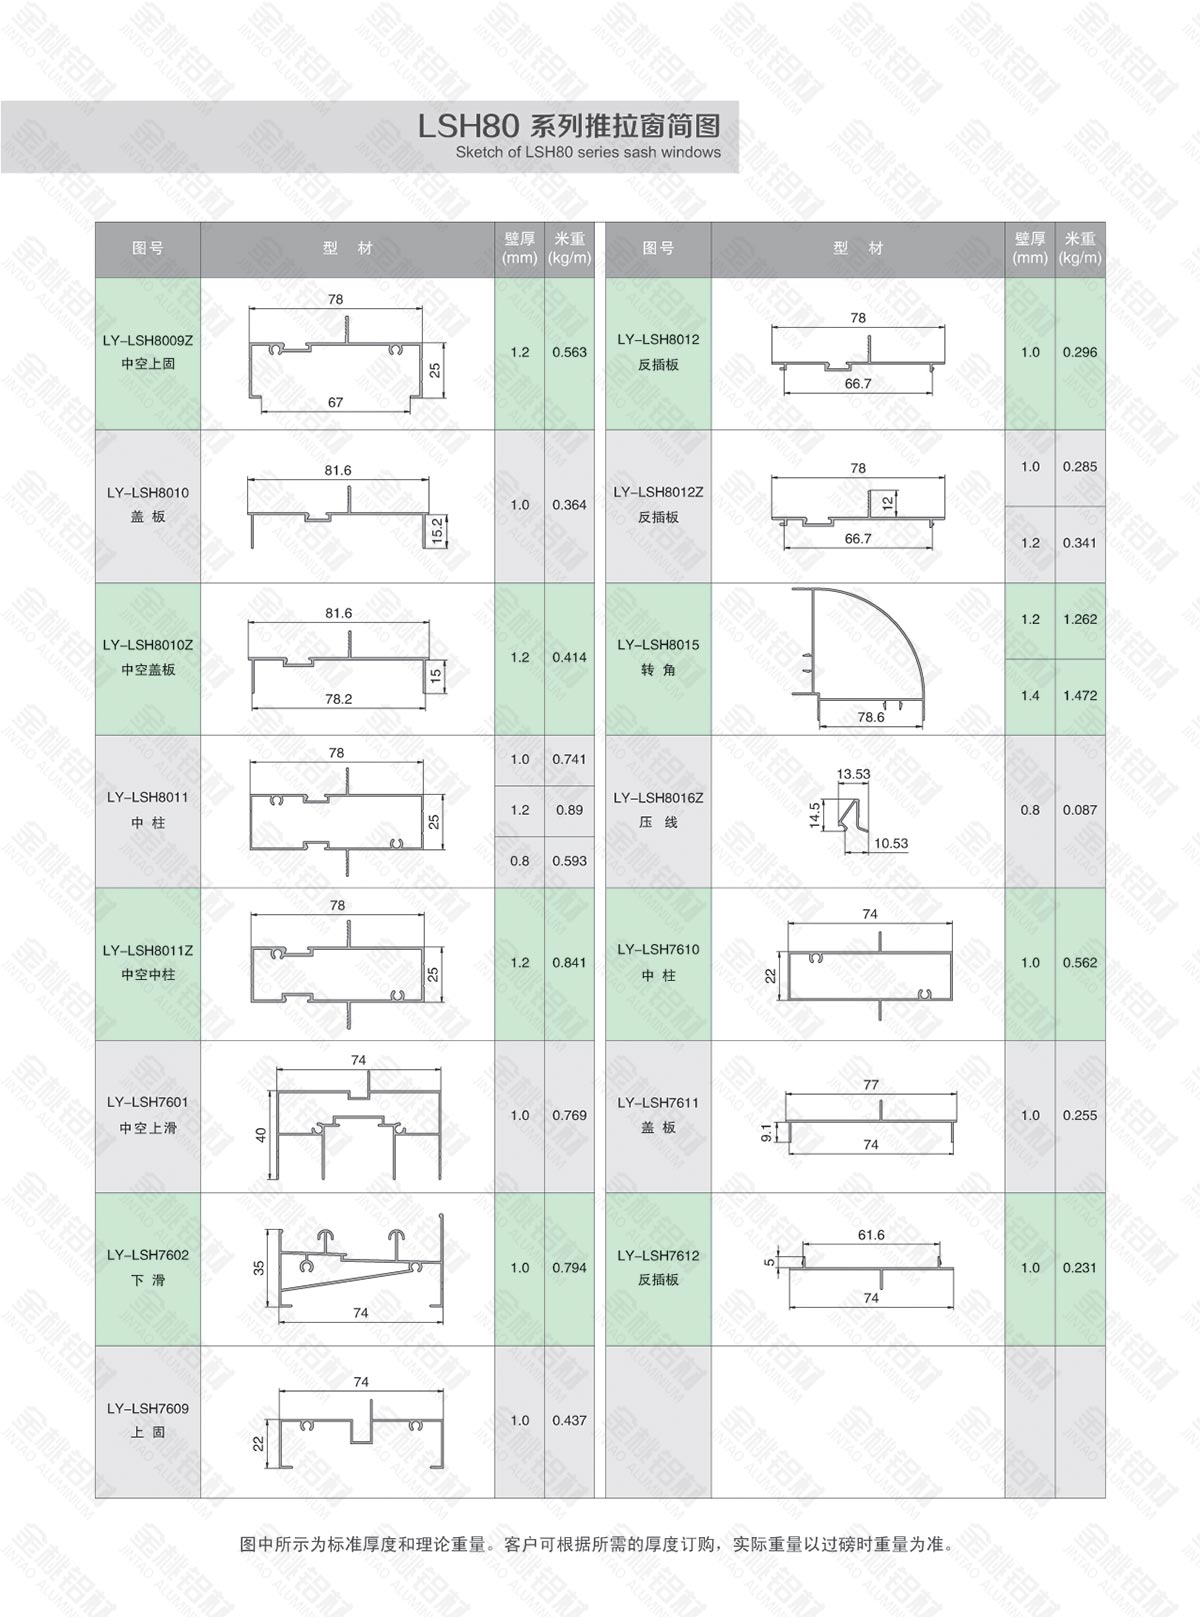 LSH80 系列推拉窗简图
Sketch of LSH80 series sash windows
图号 型 材 壁厚(mm) 米重(kg/m)
LY-LSH8009Z
中空上固
78
25
67
1.2 0.563
LY-LSH8010
盖 板
81.6
15.2
1.0 0.364
LY-LSH8010Z
中空盖板
81.6
15
78.2
1.2 0.414
LY-LSH8011
中 柱
78
25
1.0 0.741
1.2 0.89
0.8 0.593
LY-LSH8011Z
中空中柱
78
25
1.2 0.841
LY-LSH7601
中空上滑
74
40
1.0 0.769
LY-LSH7602
下 滑
35
74
1.0 0.794
LY-LSH7609
上 固
74
22
1.0 0.437
图号 型 材 壁厚(mm) 米重(kg/m)
LY-LSH8012
反插板
78
66.7
1.0 0.296
LY-LSH8012Z
反插板
78
12
66.7
1.0 0.285
1.2 0.341
LY-LSH8015
转 角
78.6
1.2 1.262
1.4 1.472
LY-LSH8016Z
压 线
13.53
14.5
10.53
0.8 0.087
LY-LSH7610
中 柱
74
22
1.0 0.562
LY-LSH7611
盖 板
77
9.1
74
1.0 0.255
LY-LSH7612
反插板
61.6
5
74
1.0 0.231
图中所示为标准厚度和理论重量。客户可根据所需的厚度订购，实际重量以过磅时重量为准。
金桃铝材
JINTAO ALUMINIUM